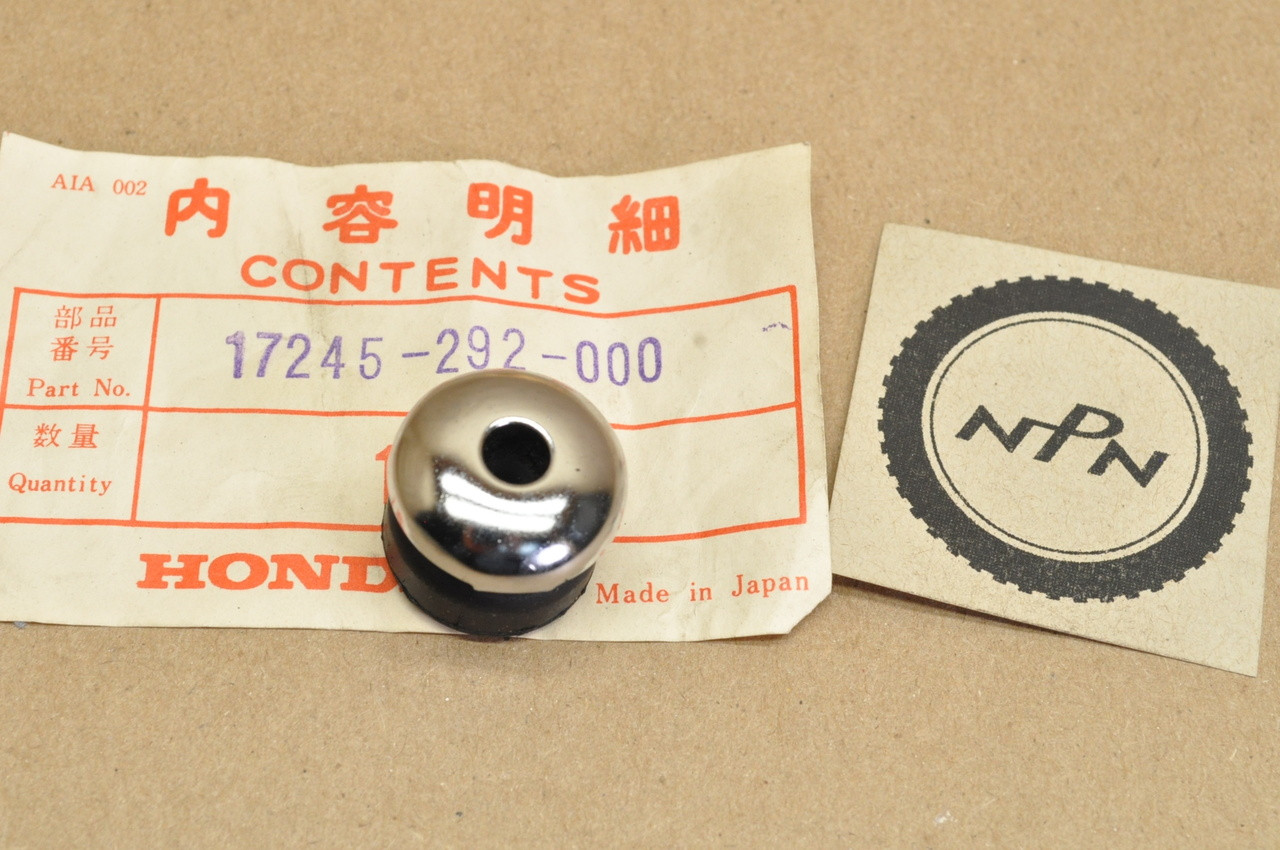 AIA 002
内容明細
CONTENTS
部品
番号
Part No.
17245-292-000
数量
Quantity
HOND
Made in Japan
NPN